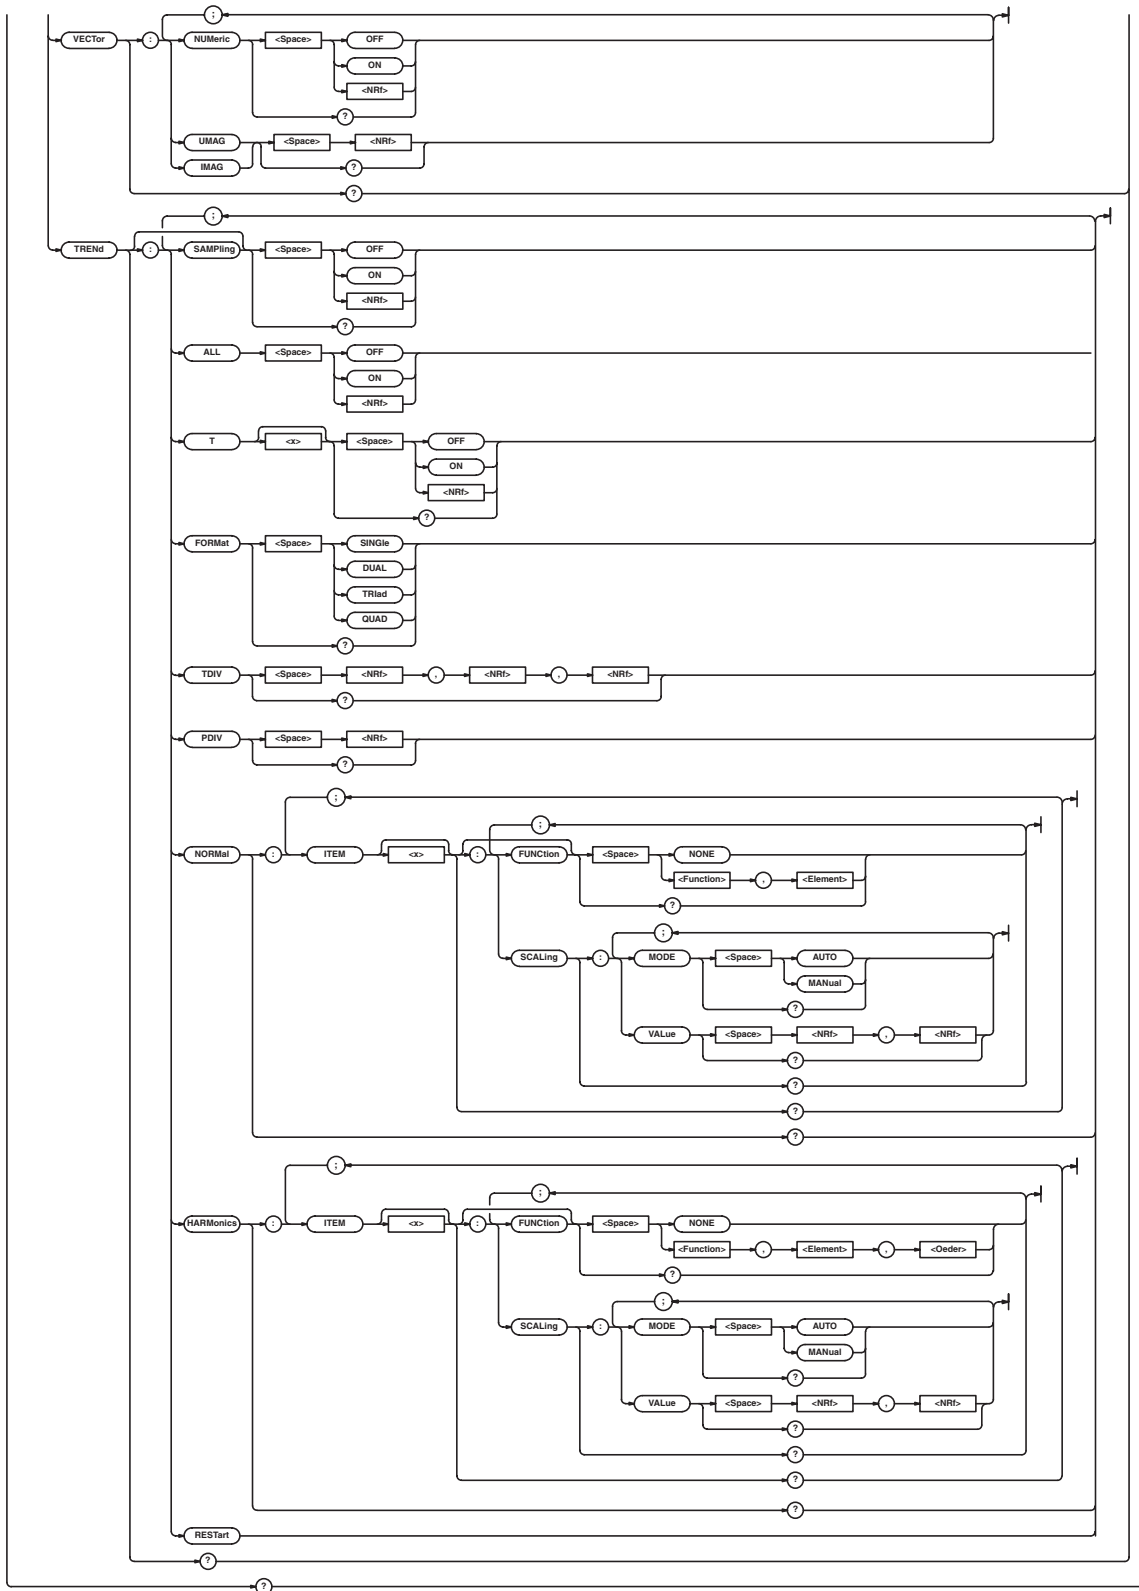 ;
VECTor : NUMeric <Space> OFF
ON
<NRf>
?
UMAG <Space> <NRf>
IMAG ?
?
;
TRENd : SAMPling <Space> OFF
ON
<NRf>
?
ALL <Space> OFF
ON
<NRf>
T <x> <Space> OFF
ON
<NRf>
?
FORMat <Space> SINGle
DUAL
TRIad
QUAD
?
TDIV <Space> <NRf> , <NRf> , <NRf>
?
PDIV <Space> <NRf>
?
;
;
NORMal : ITEM <x> : FUNCtion <Space> NONE
<Function> , <Element>
?
;
SCALing : MODE <Space> AUTO
MANual
?
VALue <Space> <NRf> , <NRf>
?
?
?
?
;
;
HARMonics : ITEM <x> : FUNCtion <Space> NONE
<Function> , <Element> , <Oeder>
?
;
SCALing : MODE <Space> AUTO
MANual
?
VALue <Space> <NRf> , <NRf>
?
?
?
?
RESTart
?
?